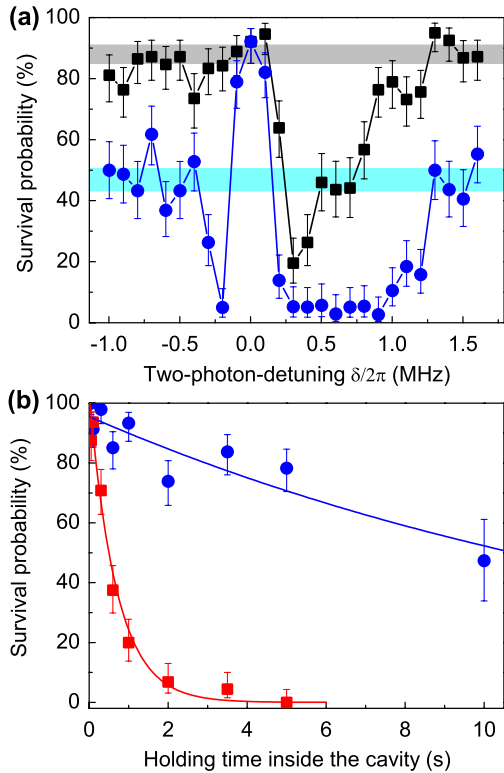 (a)
Survival probability (%)
100
80
60
40
20
0
-1.0 -0.5 0.0 0.5 1.0 1.5
Two-photon-detuning δ/2π (MHz)
(b)
Survival probability (%)
100
80
60
40
20
0
0 2 4 6 8 10
Holding time inside the cavity (s)